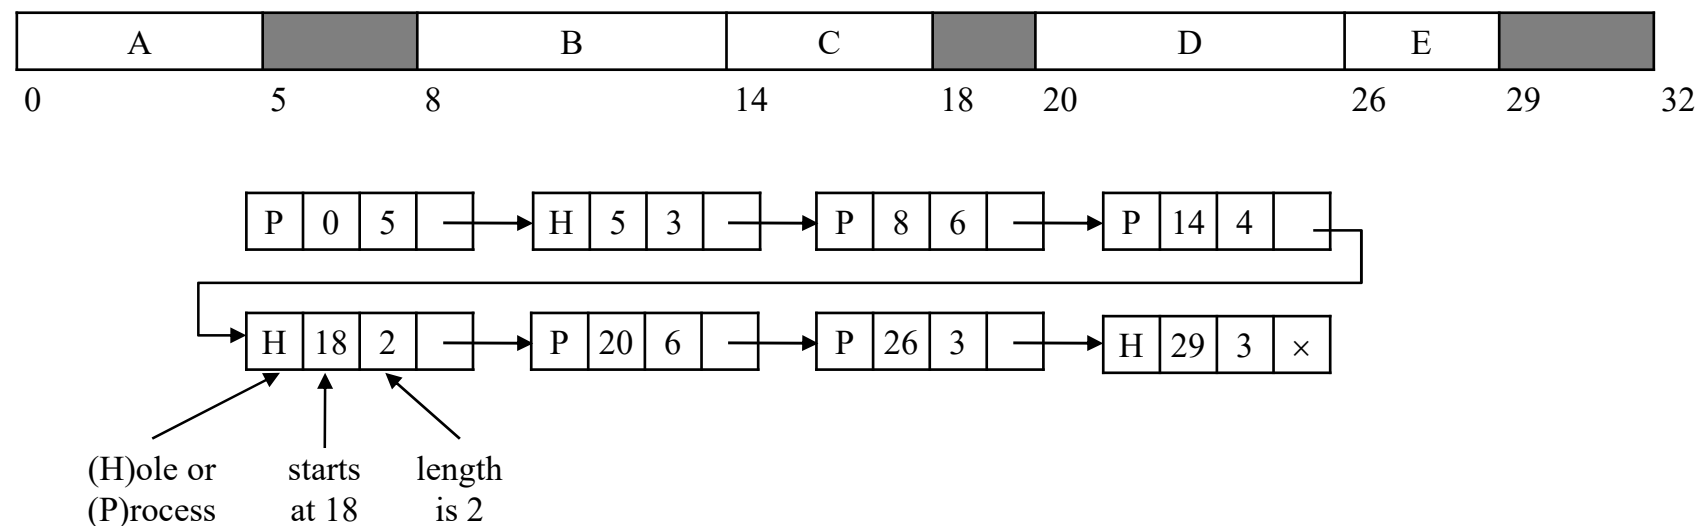 A B C D E
0 5 8 14 18 20 26 29 32
P 0 5 H 5 3 P 8 6 P 14 4
H 18 2 P 20 6 P 26 3 H 29 3 ×
(H)ole or starts length
(P)rocess at 18 is 2